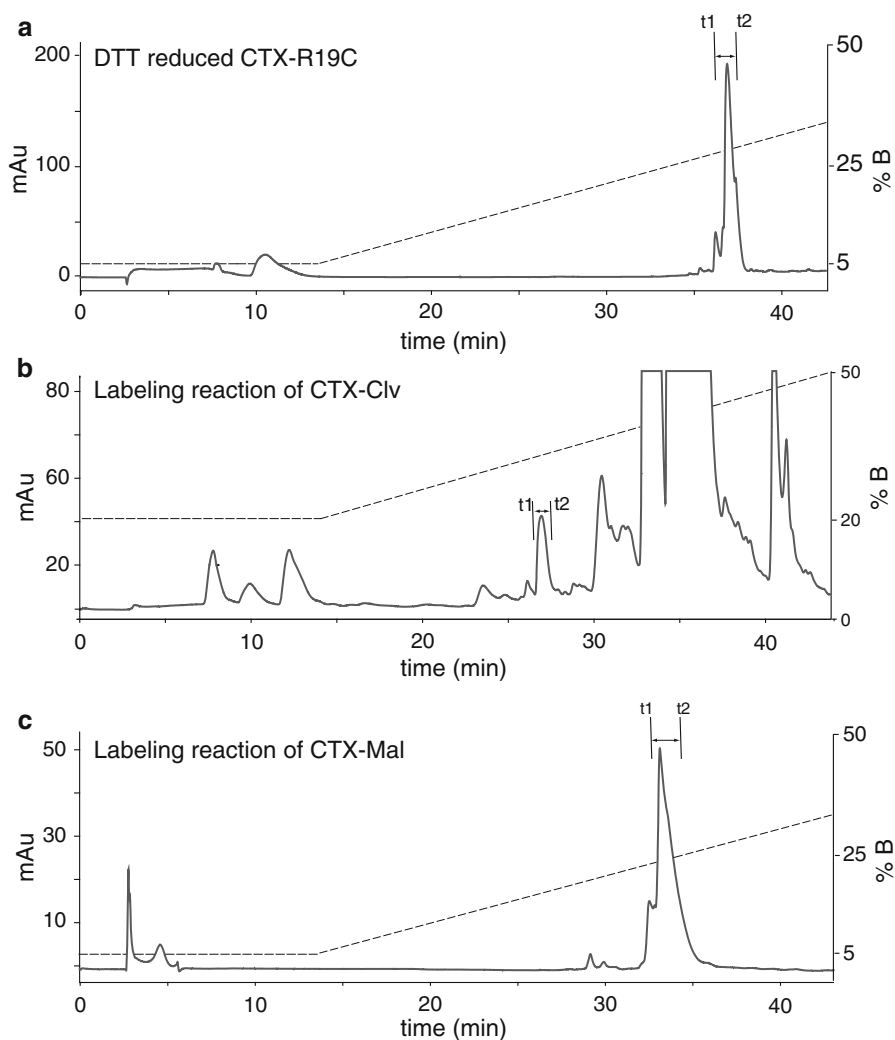 a
DTT reduced CTX-R19C
t1 t2
200
100
0
mAu
50
25
5
% B
0 10 20 30 40
time (min)
b
Labeling reaction of CTX-Clv
t1 t2
80
60
20
mAu
50
20
0
% B
0 10 20 30 40
time (min)
c
Labeling reaction of CTX-Mal
t1 t2
50
30
10
mAu
50
25
5
% B
0 10 20 30 40
time (min)